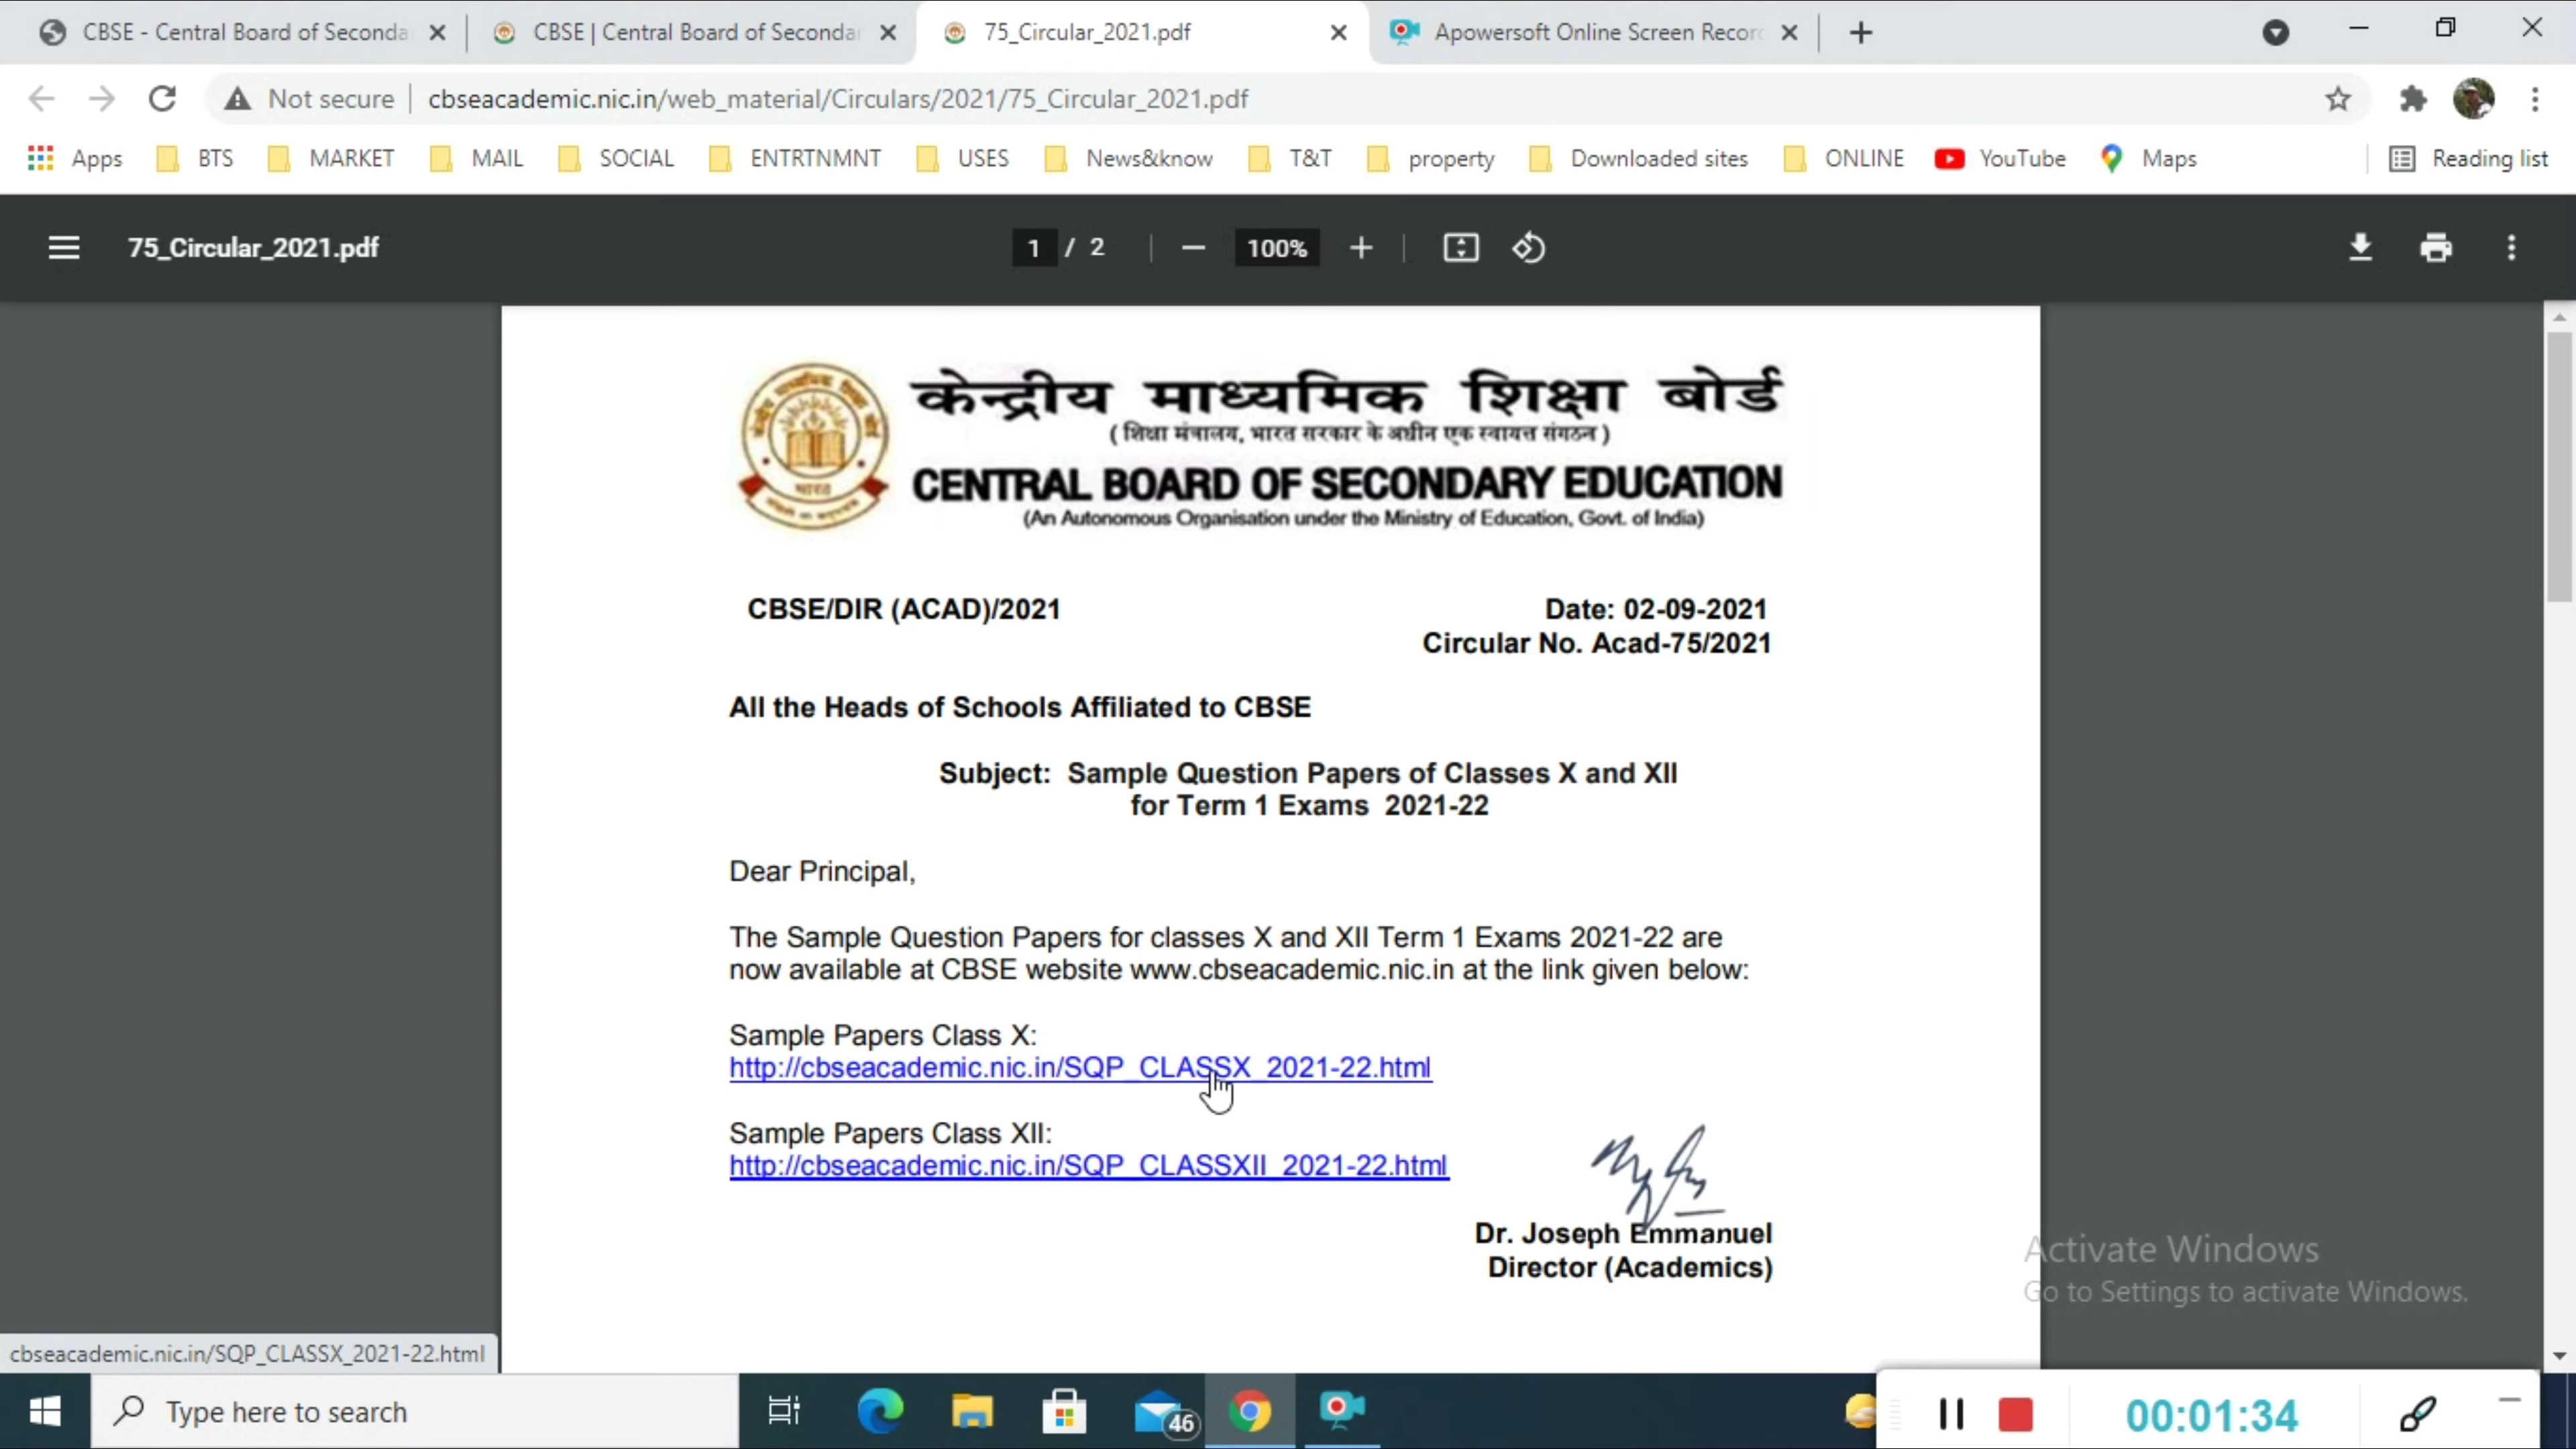 CBSE - Central Board of Seconda
CBSE | Central Board of Seconda
75_Circular_2021.pdf
Apowersoft Online Screen Recor
Not secure
cbseacademic.nic.in/web_material/Circulars/2021/75_Circular_2021.pdf
Apps BTS MARKET MAIL SOCIAL ENTRTNMNT USES News&know T&T property Downloaded sites ONLINE YouTube Maps Reading list
75_Circular_2021.pdf 1 / 2 100%
केन्द्रीय माध्यमिक शिक्षा बोर्ड
( शिक्षा मंत्रालय, भारत सरकार के अधीन एक स्वायत्त संगठन )
CENTRAL BOARD OF SECONDARY EDUCATION
(An Autonomous Organisation under the Ministry of Education, Govt. of India)
भारत
CBSE/DIR (ACAD)/2021 Date: 02-09-2021
Circular No. Acad-75/2021
All the Heads of Schools Affiliated to CBSE
Subject: Sample Question Papers of Classes X and XII
for Term 1 Exams 2021-22
Dear Principal,
The Sample Question Papers for classes X and XII Term 1 Exams 2021-22 are
now available at CBSE website www.cbseacademic.nic.in at the link given below:
Sample Papers Class X:
http://cbseacademic.nic.in/SQP_CLASSX_2021-22.html
Sample Papers Class XII:
http://cbseacademic.nic.in/SQP_CLASSXII_2021-22.html
Dr. Joseph Emmanuel
Director (Academics)
Activate Windows
Go to Settings to activate Windows.
cbseacademic.nic.in/SQP_CLASSX_2021-22.html
Type here to search
46
00:01:34